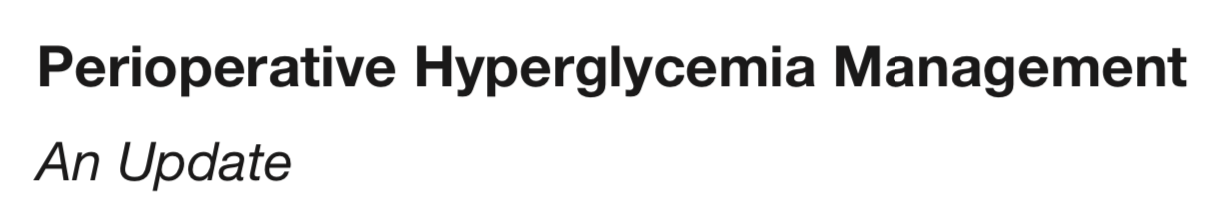 Perioperative Hyperglycemia Management
An Update